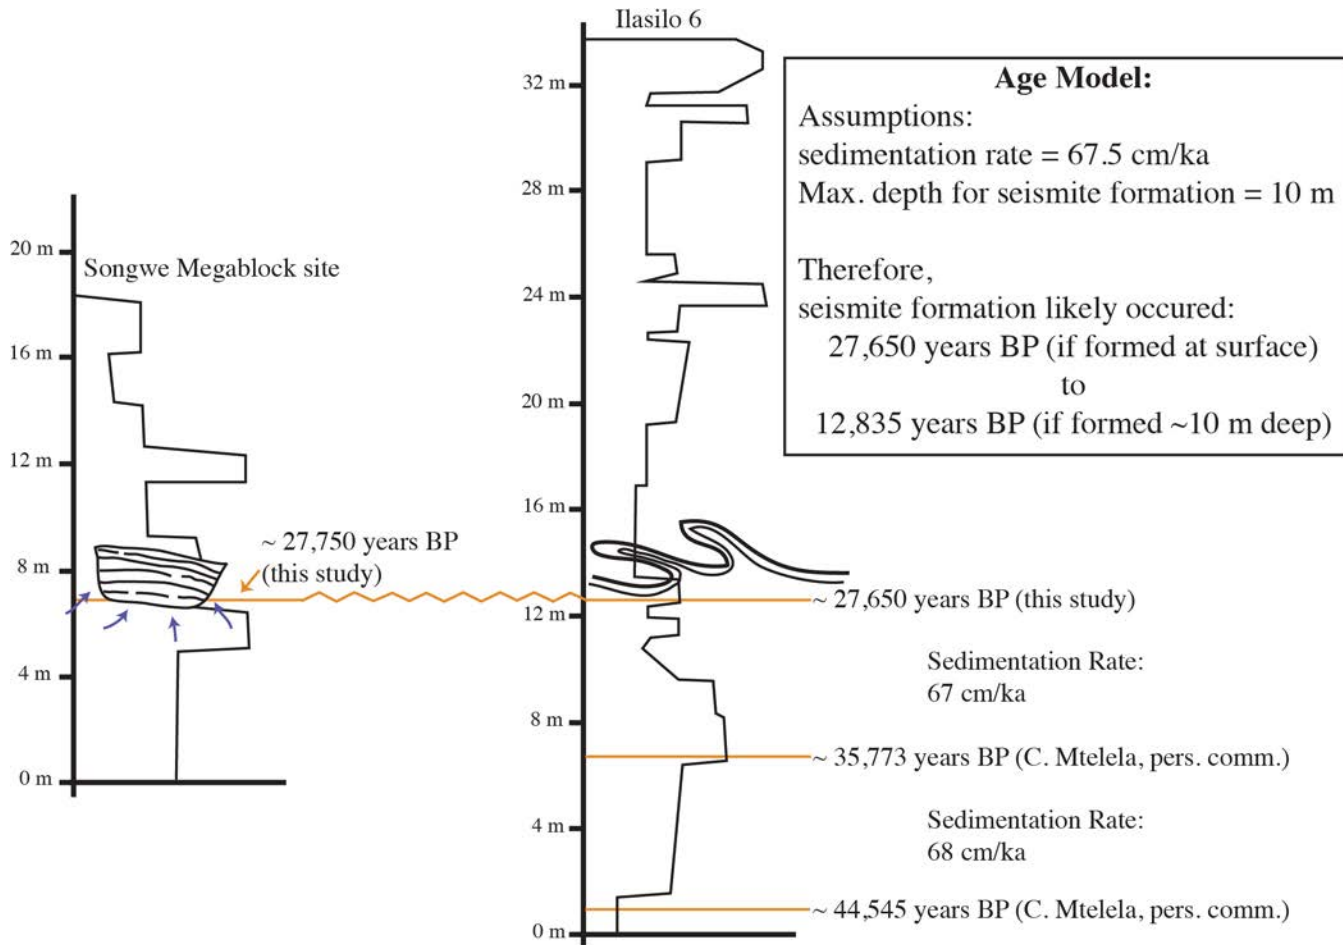 Ilasilo 6
32 m
28 m
24 m
20 m
16 m
12 m
8 m
4 m
0 m
Age Model:
Assumptions:
sedimentation rate = 67.5 cm/ka
Max. depth for seismite formation = 10 m
Therefore,
seismite formation likely occured:
27,650 years BP (if formed at surface)
to
12,835 years BP (if formed ~10 m deep)
Songwe Megablock site
20 m
16 m
12 m
8 m
4 m
0 m
~ 27,750 years BP
(this study)
~ 27,650 years BP (this study)
Sedimentation Rate:
67 cm/ka
~ 35,773 years BP (C. Mtelela, pers. comm.)
Sedimentation Rate:
68 cm/ka
~ 44,545 years BP (C. Mtelela, pers. comm.)